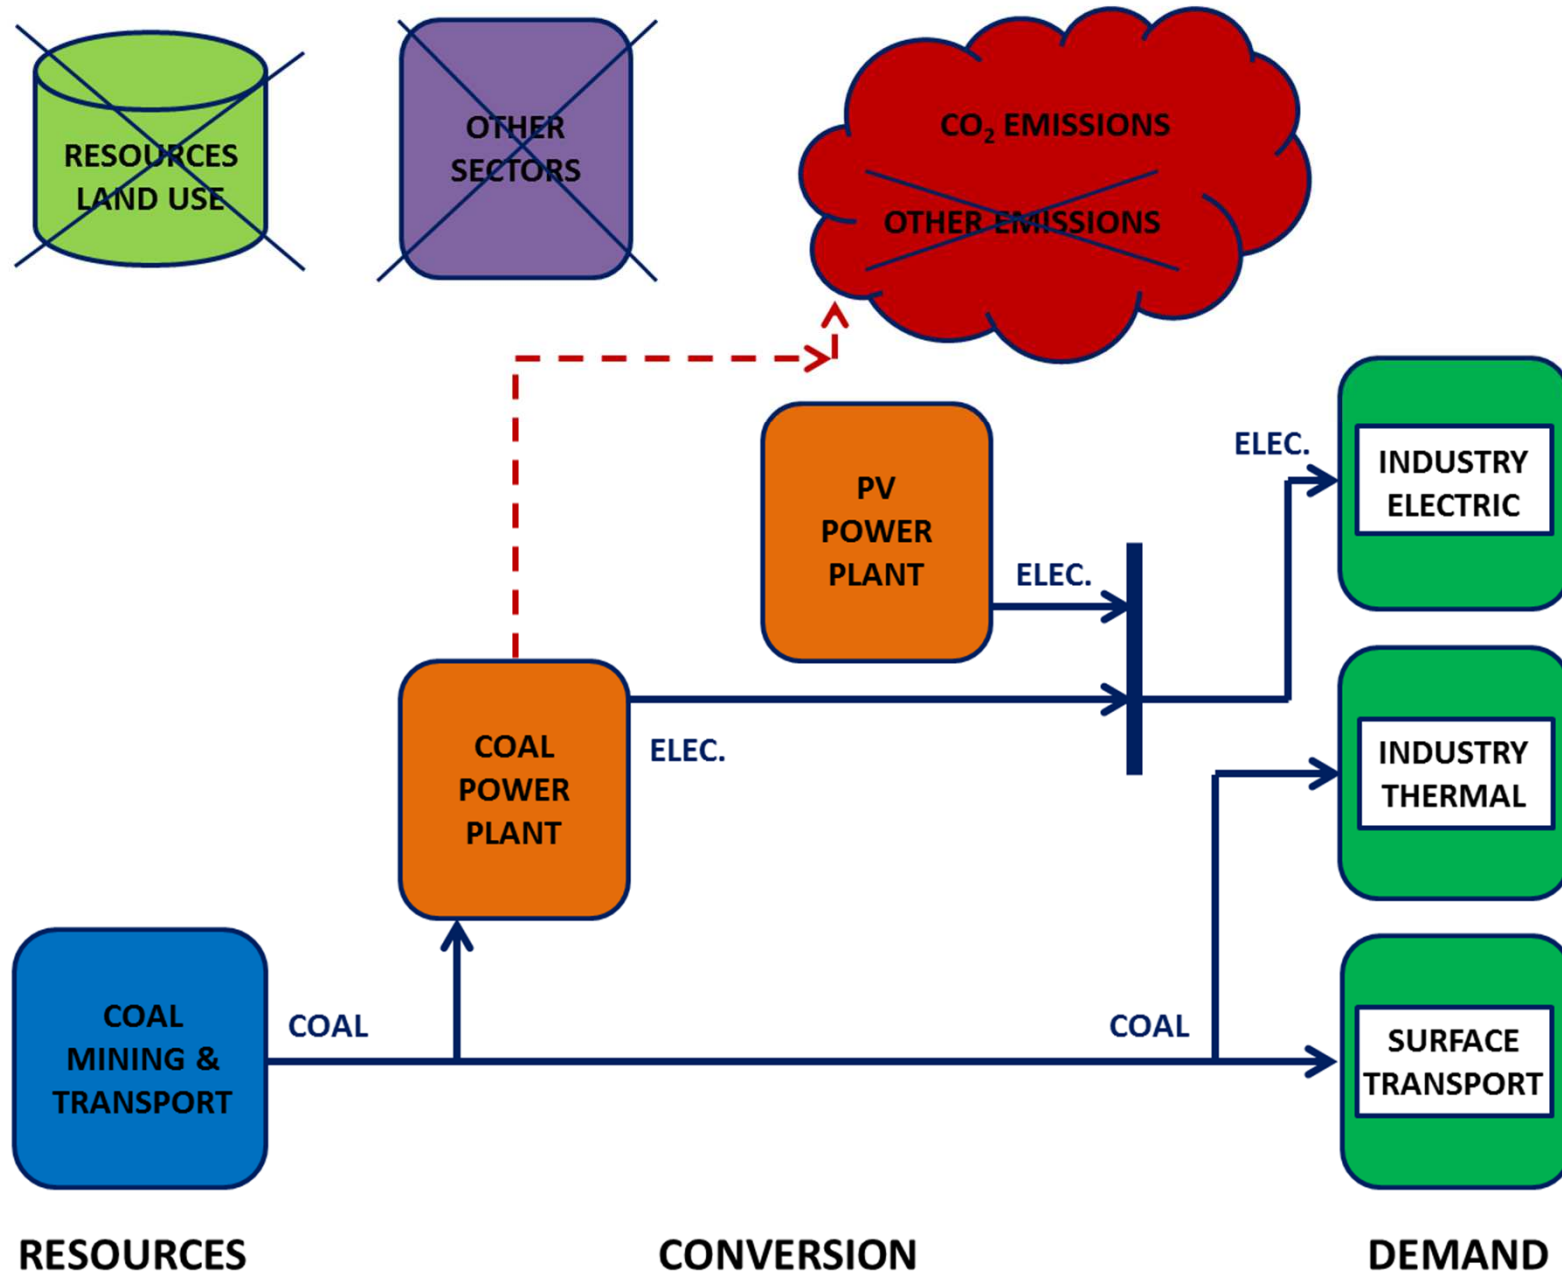 RESOURCES
LAND USE
OTHER
SECTORS
CO₂ EMISSIONS
OTHER EMISSIONS
PV
POWER
PLANT
ELEC.
ELEC.
INDUSTRY
ELECTRIC
COAL
POWER
PLANT
ELEC.
INDUSTRY
THERMAL
COAL
MINING &
TRANSPORT
COAL
COAL
SURFACE
TRANSPORT
RESOURCES
CONVERSION
DEMAND